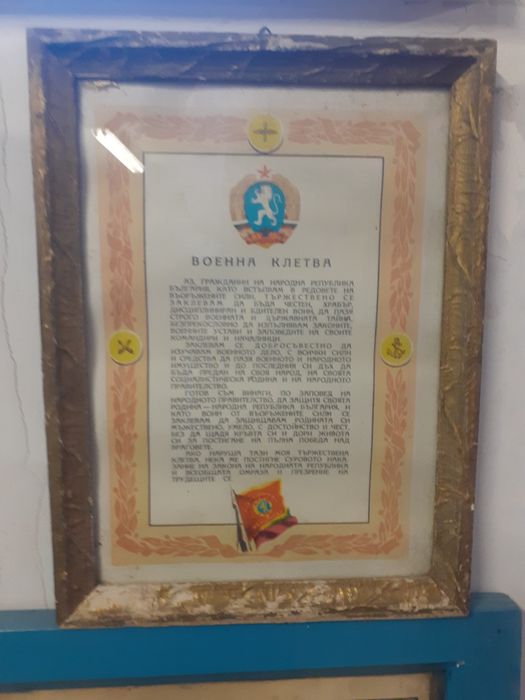 ВОЕННА КЛЕТВА
АЗ, ГРАЖДАНИН НА НАРОДНА РЕПУБЛИКА
БЪЛГАРИЯ, КАТО ВСТЪПВАМ В РЕДОВЕТЕ НА
ВЪОРЪЖЕНИТЕ СИЛИ, ТЪРЖЕСТВЕНО СЕ
ЗАКЛЕВАМ ДА БЪДА ЧЕСТЕН, ХРАБЪР,
ДИСЦИПЛИНИРАН И БДИТЕЛЕН ВОИН, ДА ПАЗЯ
СТРОГО ВОЕННАТА И ДЪРЖАВНАТА ТАЙНА,
БЕЗПРЕКОСЛОВНО ДА ИЗПЪЛНЯВАМ ЗАКОНИТЕ,
ВОЕННИТЕ УСТАВИ И ЗАПОВЕДИТЕ НА СВОИТЕ
КОМАНДИРИ И НАЧАЛНИЦИ.
ЗАКЛЕВАМ СЕ ДОБРОСЪВЕСТНО ДА
ИЗУЧАВАМ ВОЕННОТО ДЕЛО, С ВСИЧКИ СИЛИ
И СРЕДСТВА ДА ПАЗЯ ВОЕННОТО И НАРОДНОТО
ИМУЩЕСТВО И ДО ПОСЛЕДНИЯ СИ ДЪХ ДА
БЪДА ПРЕДАН НА СВОЯ НАРОД, НА СВОЯТА
СОЦИАЛИСТИЧЕСКА РОДИНА И НА НАРОДНОТО
ПРАВИТЕЛСТВО.
ГОТОВ СЪМ ВИНАГИ, ПО ЗАПОВЕД НА
НАРОДНОТО ПРАВИТЕЛСТВО, ДА ЗАЩИТЯ СВОЯТА
РОДИНА — НАРОДНА РЕПУБЛИКА БЪЛГАРИЯ, И
КАТО ВОИН ОТ ВЪОРЪЖЕНИТЕ СИЛИ СЕ
ЗАКЛЕВАМ ДА ЗАЩИЩАВАМ РОДИНАТА СИ
МЪЖЕСТВЕНО, УМЕЛО, С ДОСТОЙНСТВО И ЧЕСТ,
БЕЗ ДА ЩАДЯ КРЪВТА СИ И ДОРИ ЖИВОТА
СИ ЗА ПОСТИГАНЕ НА ПЪЛНА ПОБЕДА НАД
ВРАГОВЕТЕ.
АКО НАРУША ТАЗИ МОЯ ТЪРЖЕСТВЕНА
КЛЕТВА, НЕКА МЕ ПОСТИГНЕ СУРОВОТО НАКА-
ЗАНИЕ НА ЗАКОНА НА НАРОДНАТА РЕПУБЛИКА
И ВСЕОБЩАТА ОМРАЗА И ПРЕЗРЕНИЕ НА
ТРУДЕЩИТЕ СЕ.